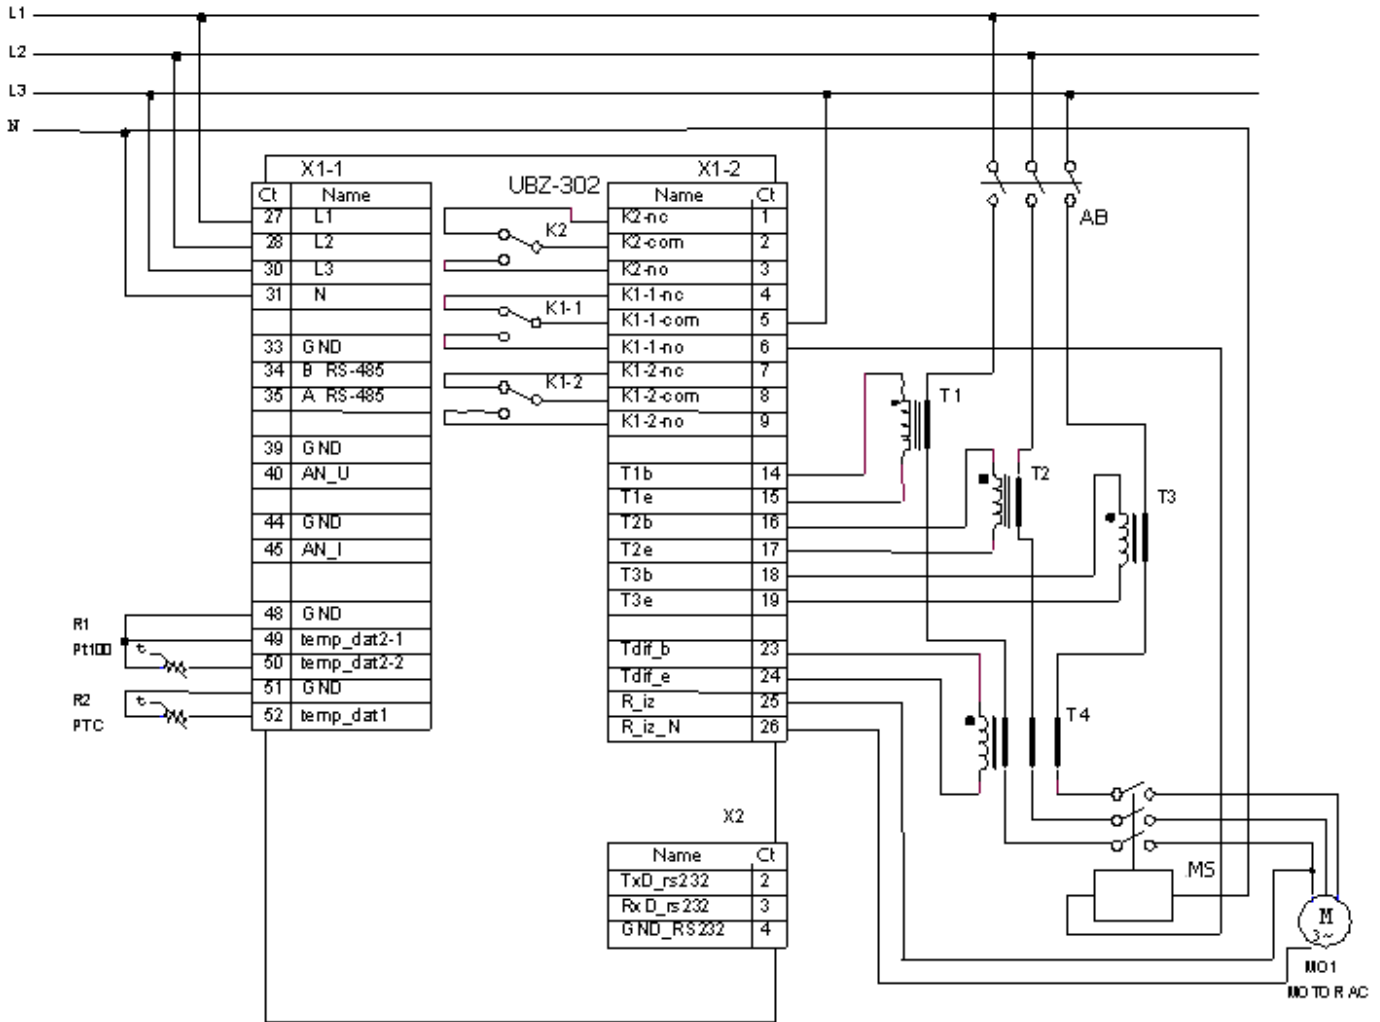 L1
L2
L3
N
X1-1
UBZ-302
X1-2
Ct Name
27 L1
28 L2
30 L3
31 N
33 GND
34 B RS-485
35 A RS-485
39 GND
40 AN_U
44 GND
45 AN_I
48 GND
49 temp_dat2-1
50 temp_dat2-2
51 GND
52 temp_dat1
R1
Pt100
t
R2
PTC
t
K2
K1-1
K1-2
Name Ct
K2-nc 1
K2-com 2
K2-no 3
K1-1-nc 4
K1-1-com 5
K1-1-no 6
K1-2-nc 7
K1-2-com 8
K1-2-no 9
T1b 14
T1e 15
T2b 16
T2e 17
T3b 18
T3e 19
Tdif_b 23
Tdif_e 24
R_iz 25
R_iz_N 26
X2
Name Ct
TxD_rs232 2
RxD_rs232 3
GND_RS232 4
AB
T1
T2
T3
T4
MS
M
3~
MO1
MOTOR AC